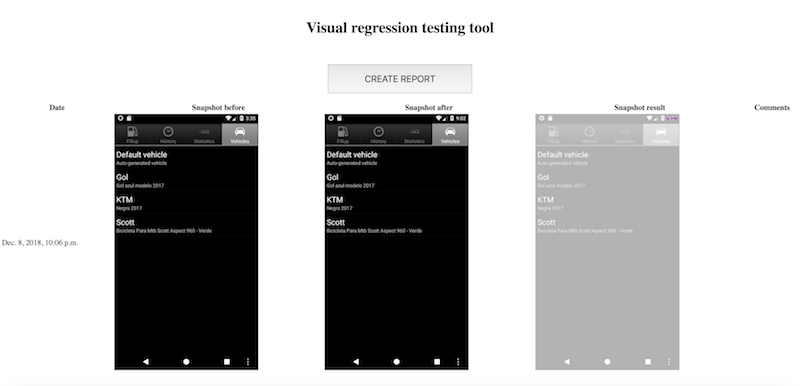 Visual regression testing tool
CREATE REPORT
Date Snapshot before Snapshot after Snapshot result Comments
3:35
Fillup History Statistics Vehicles
Default vehicle
Auto-generated vehicle
Gol
Gol azul modelo 2017
KTM
Negra 2017
Scott
Bicicleta Para Mtb Scott Aspect 960 - Verde
9:02
Fillup History Statistics Vehicles
Default vehicle
Auto-generated vehicle
Gol
Gol azul modelo 2017
KTM
Negra 2017
Scott
Bicicleta Para Mtb Scott Aspect 960 - Verde
Fillup History Statistics Vehicles
Default vehicle
Auto-generated vehicle
Gol
Gol azul modelo 2017
KTM
Negra 2017
Scott
Bicicleta Para Mtb Scott Aspect 960 - Verde
Dec. 8, 2018, 10:06 p.m.